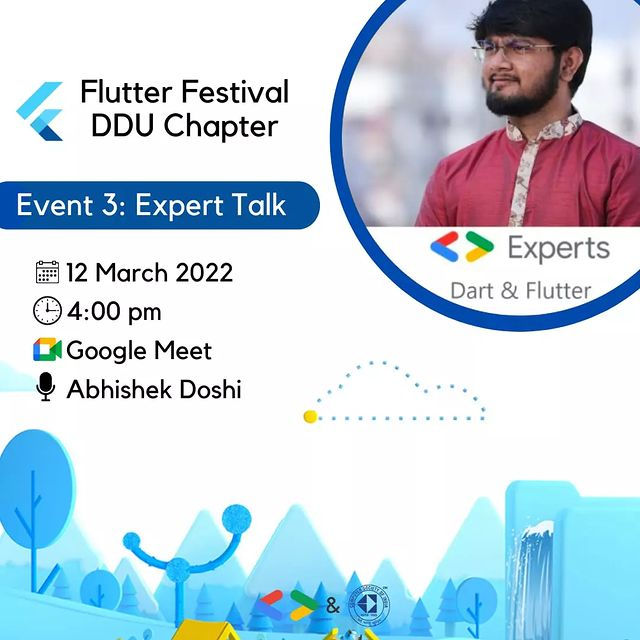 Flutter Festival
DDU Chapter
Event 3: Expert Talk
12 March 2022
4:00 pm
Google Meet
Abhishek Doshi
Experts
Dart & Flutter
&